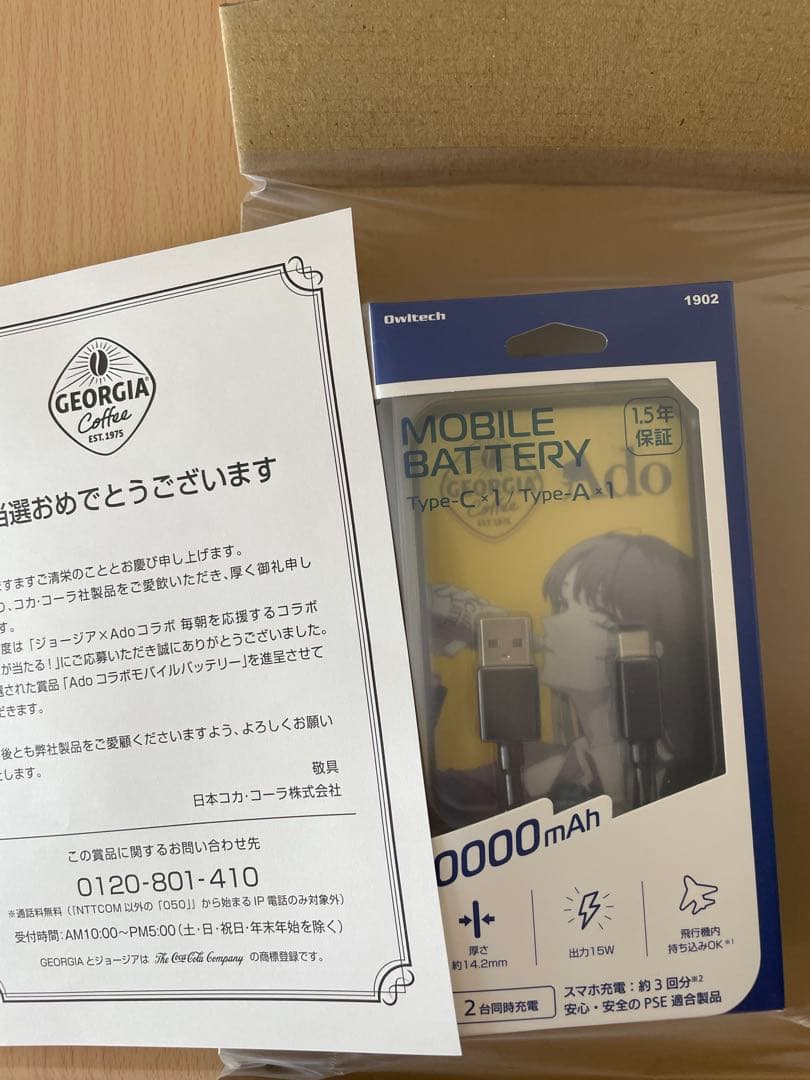 GEORGIA
Coffee
EST.1975
当選おめでとうございます
ますますご清栄のこととお慶び申し上げます。
、コカ・コーラ社製品をご愛飲いただき、厚く御礼申し
す。
度は「ジョージア×Adoコラボ 毎朝を応援するコラボ
が当たる!」にご応募いただき誠にありがとうございました。
選された賞品「Ado コラボモバイルバッテリー」を進呈させて
だきます。
後とも弊社製品をご愛顧くださいますよう、よろしくお願い
します。
敬具
日本コカ・コーラ株式会社
この賞品に関するお問い合わせ先
0120-801-410
※通話料無料(『NTTCOM以外の「050」』から始まるIP電話のみ対象外)
受付時間:AM10:00〜PM5:00(土・日・祝日・年末年始を除く)
GEORGIAとジョージアは The Coca-Cola Company の商標登録です。
Owltech
1902
MOBILE
BATTERY
1.5年
保証
Type-C×1/Type-A×1
GEORGIA
Coffee
EST.1975
Ado
0000mAh
厚さ
約14.2mm
出力15W
飛行機内
持ち込みOK※1
2台同時充電
スマホ充電:約3回分※2
安心・安全のPSE適合製品